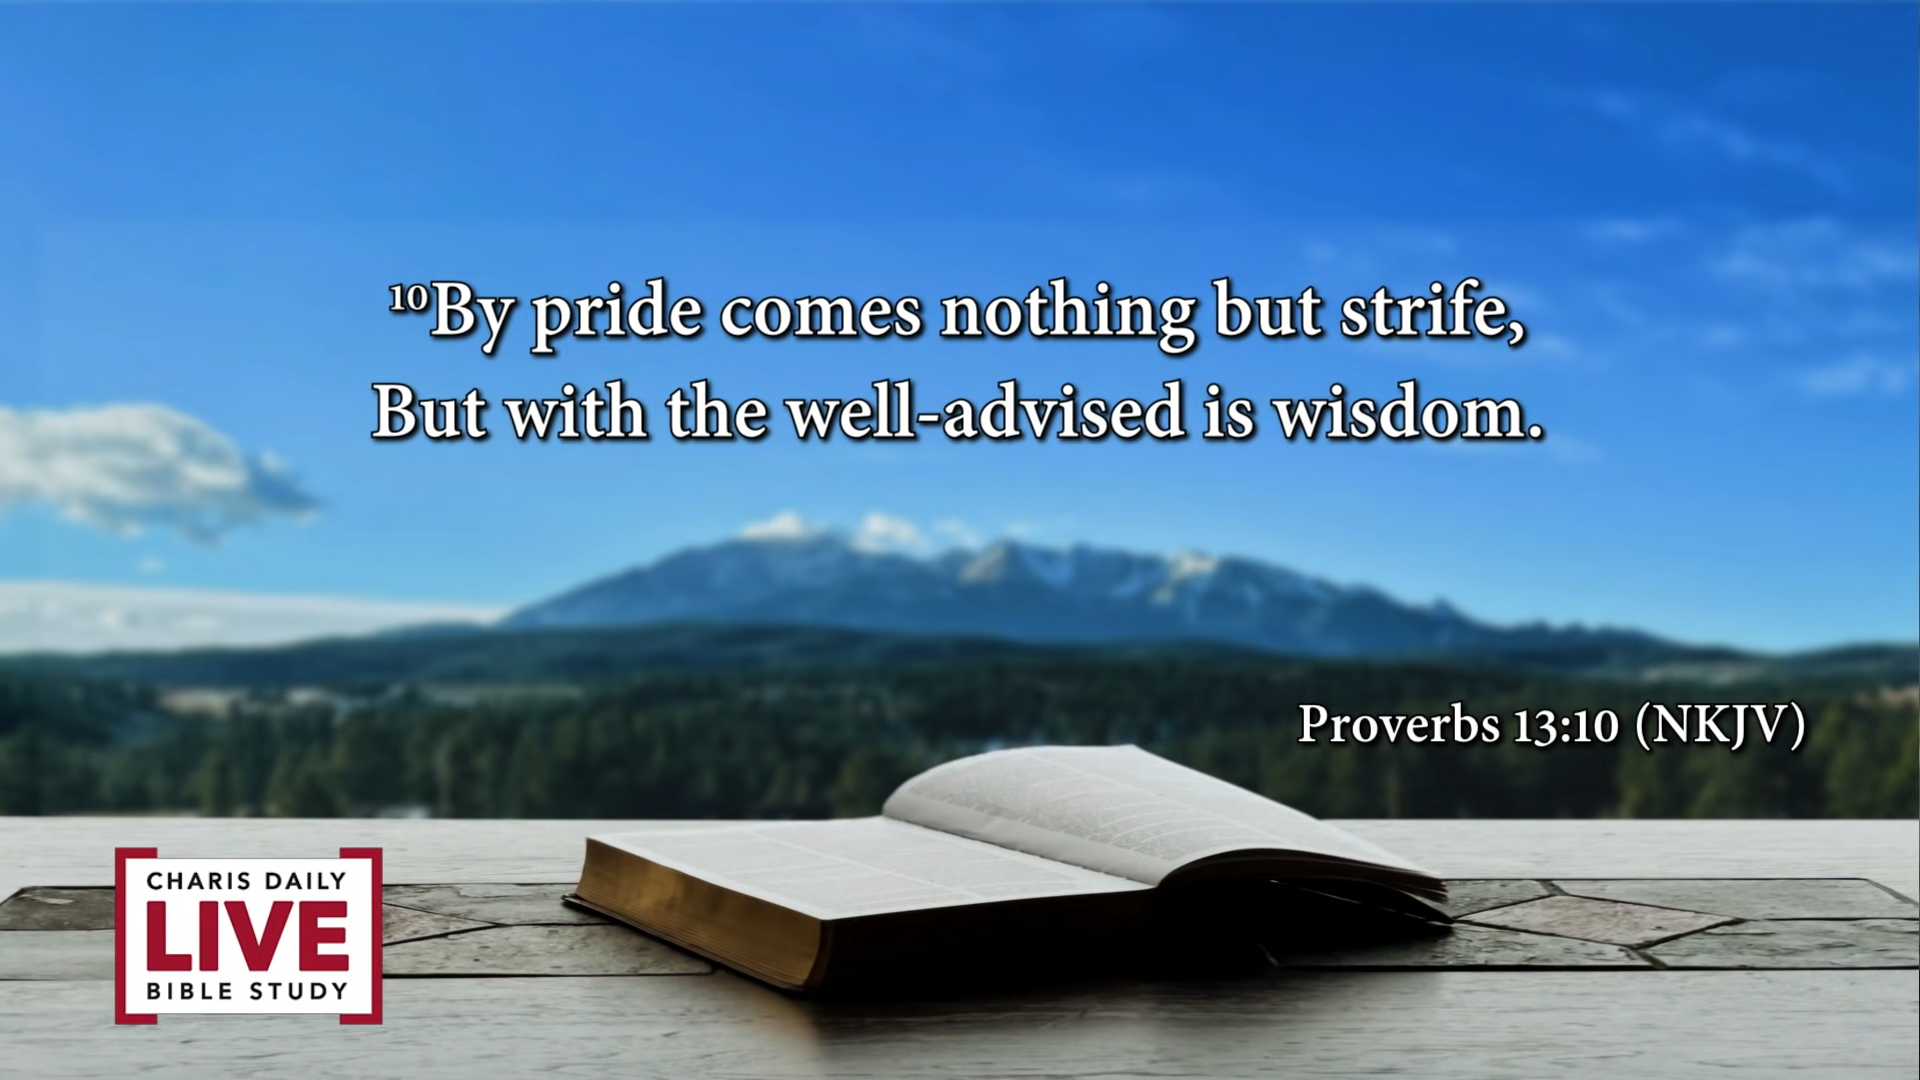 ¹⁰By pride comes nothing but strife,
But with the well-advised is wisdom.
Proverbs 13:10 (NKJV)
CHARIS DAILY
LIVE
BIBLE STUDY